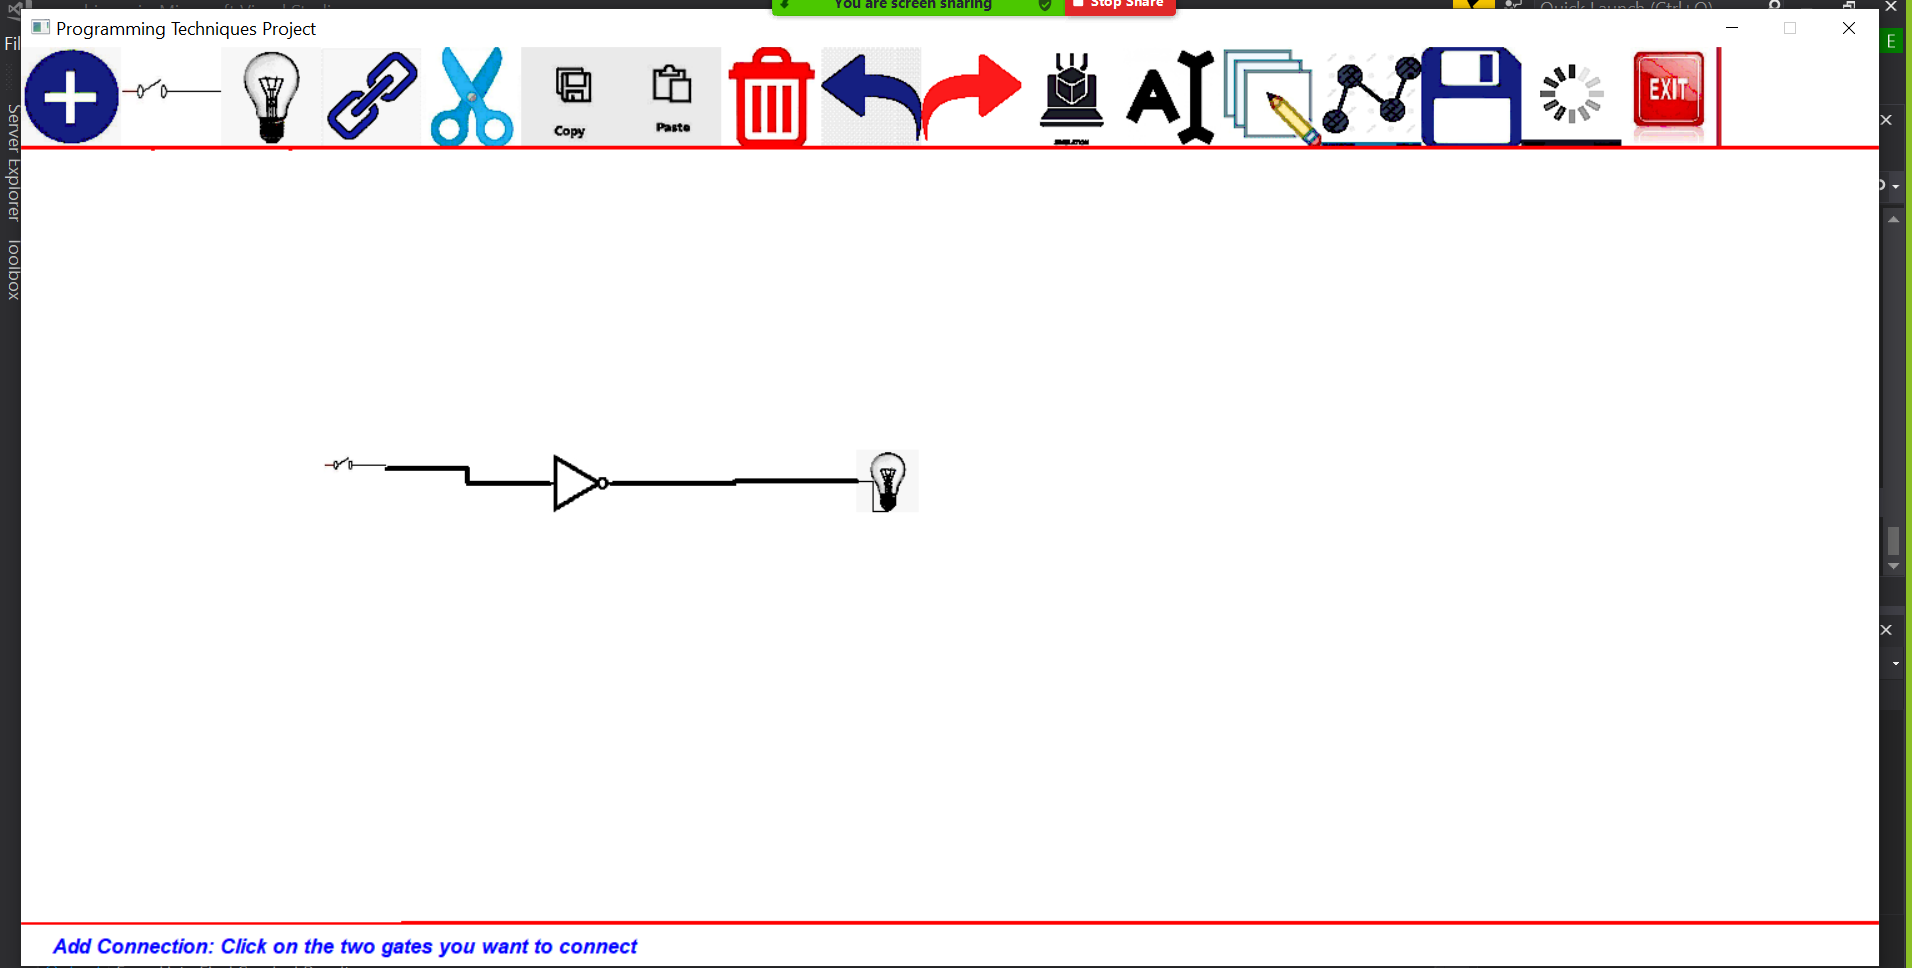 You are screen sharing
Stop Share
Quick Launch (Ctrl+Q)
Programming Techniques Project
Fil
E
Copy
Paste
EXIT
SIMULATION
Server Explorer
Toolbox
Add Connection: Click on the two gates you want to connect